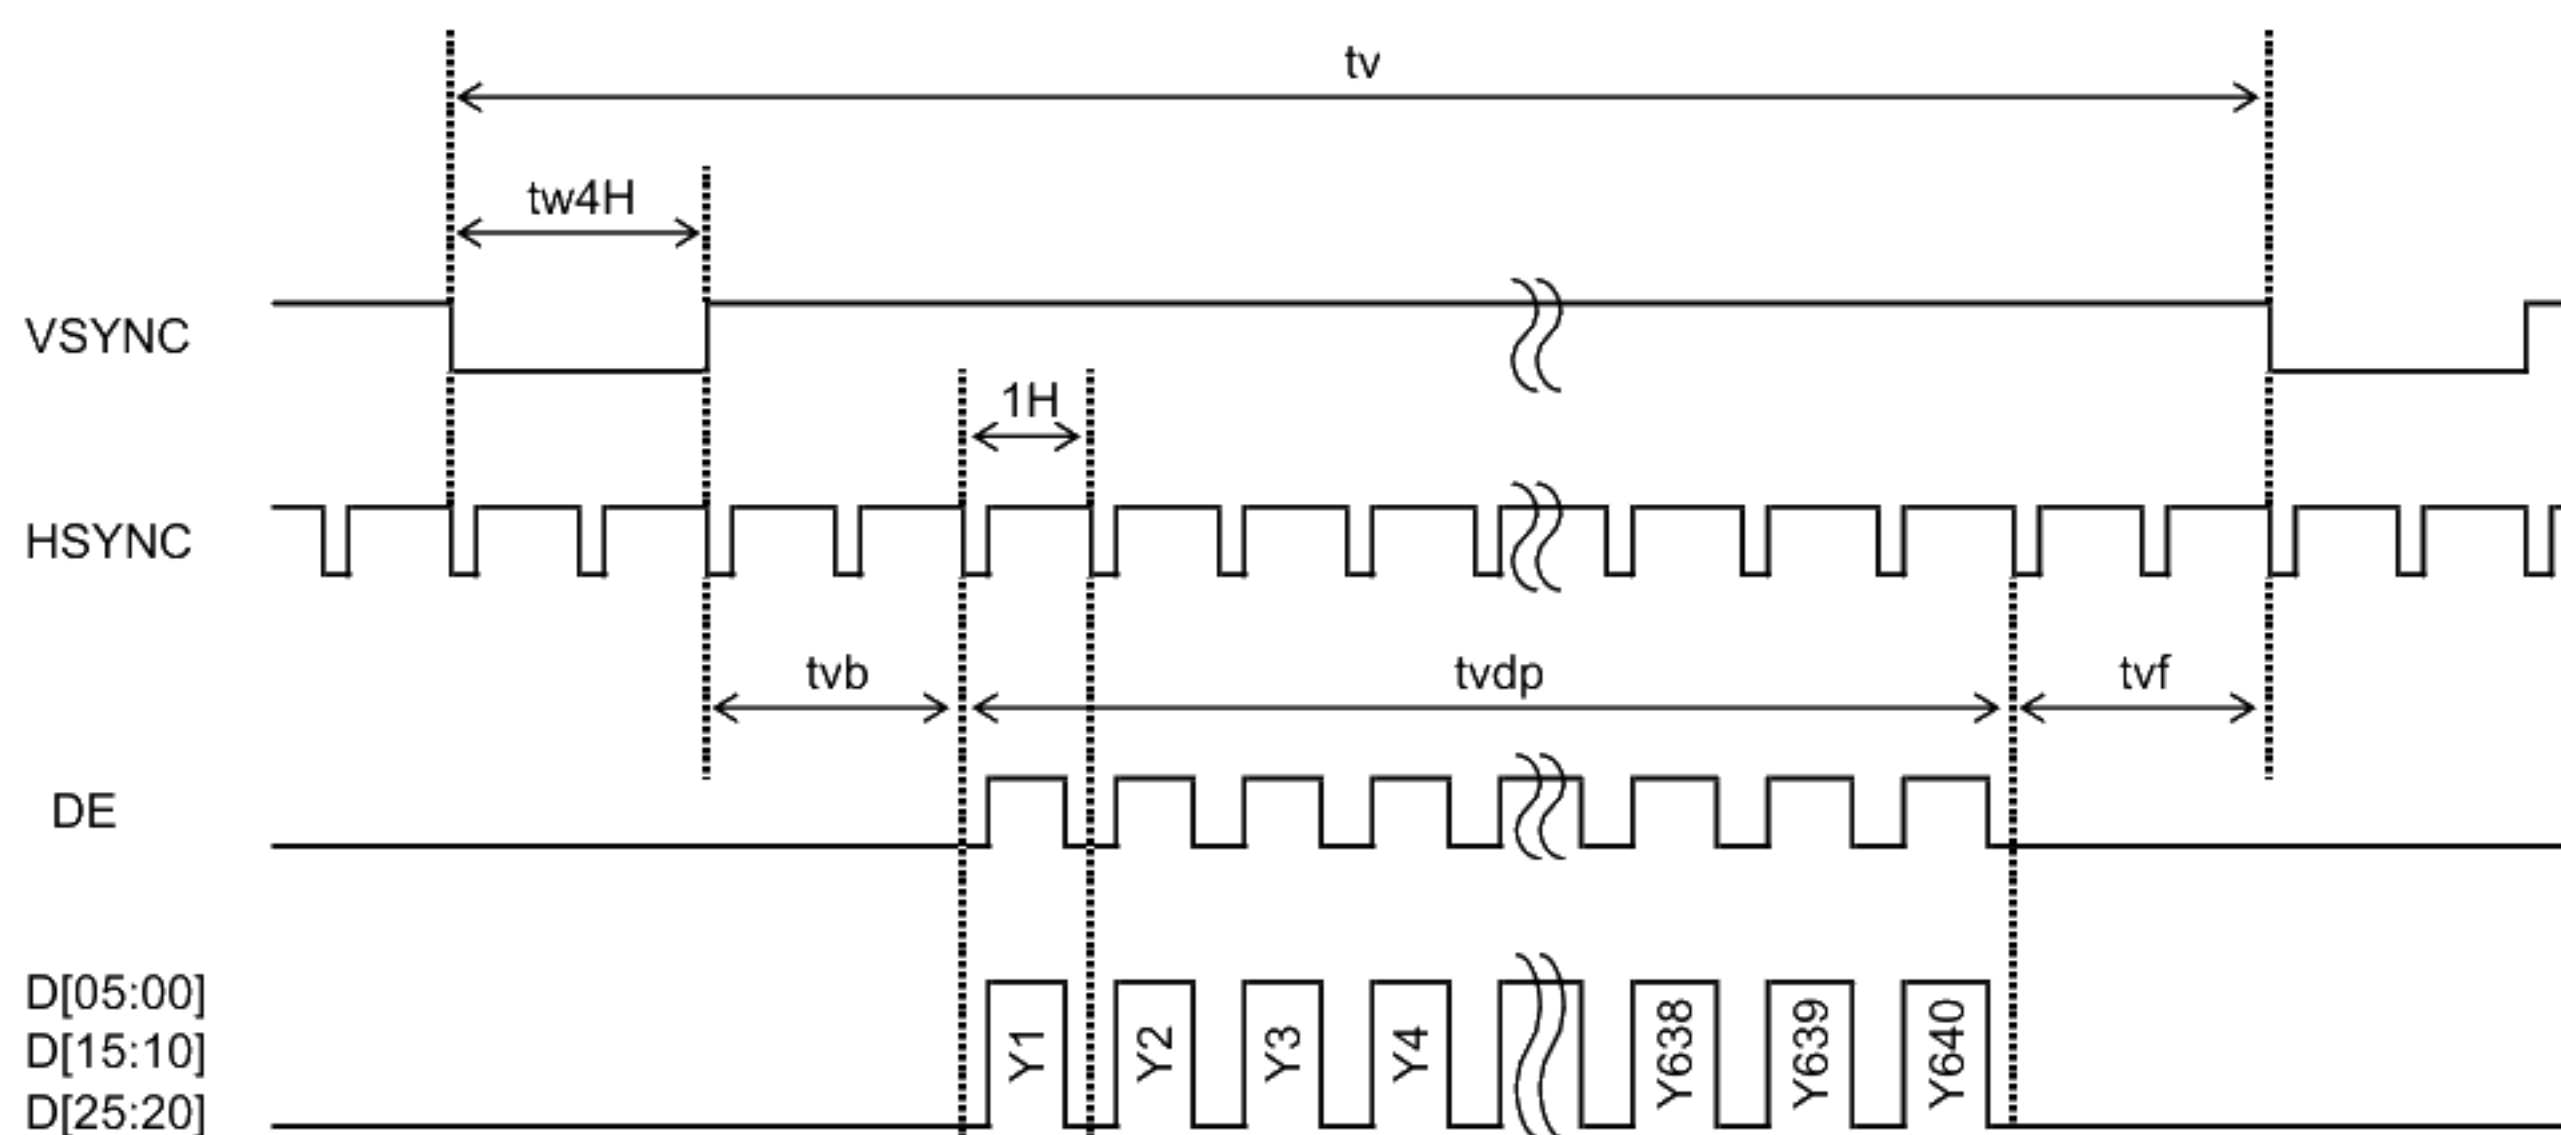 tv
tw4H
VSYNC
1H
HSYNC
tvb
tvdp
tvf
DE
D[05:00]
D[15:10]
D[25:20]
Y1
Y2
Y3
Y4
Y638
Y639
Y640